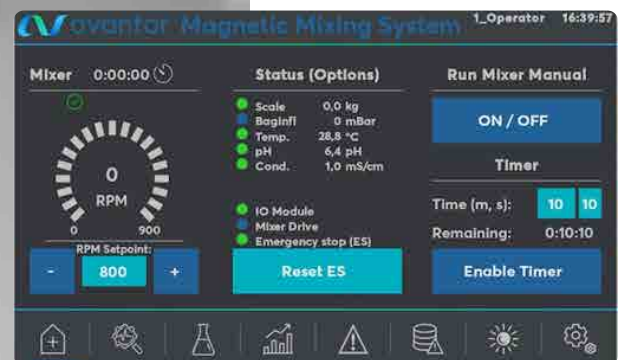 avantor Magnetic Mixing System
1_Operator 16:39:57
Mixer 0:00:00
0
RPM
0 900
RPM Setpoint:
- 800 +
Status (Options)
Scale 0,0 kg
Baginfl 0 mBar
Temp. 28,8 °C
pH 6,4 pH
Cond. 1,0 mS/cm
IO Module
Mixer Drive
Emergency stop (ES)
Reset ES
Run Mixer Manual
ON / OFF
Timer
Time (m, s): 10 10
Remaining: 0:10:10
Enable Timer